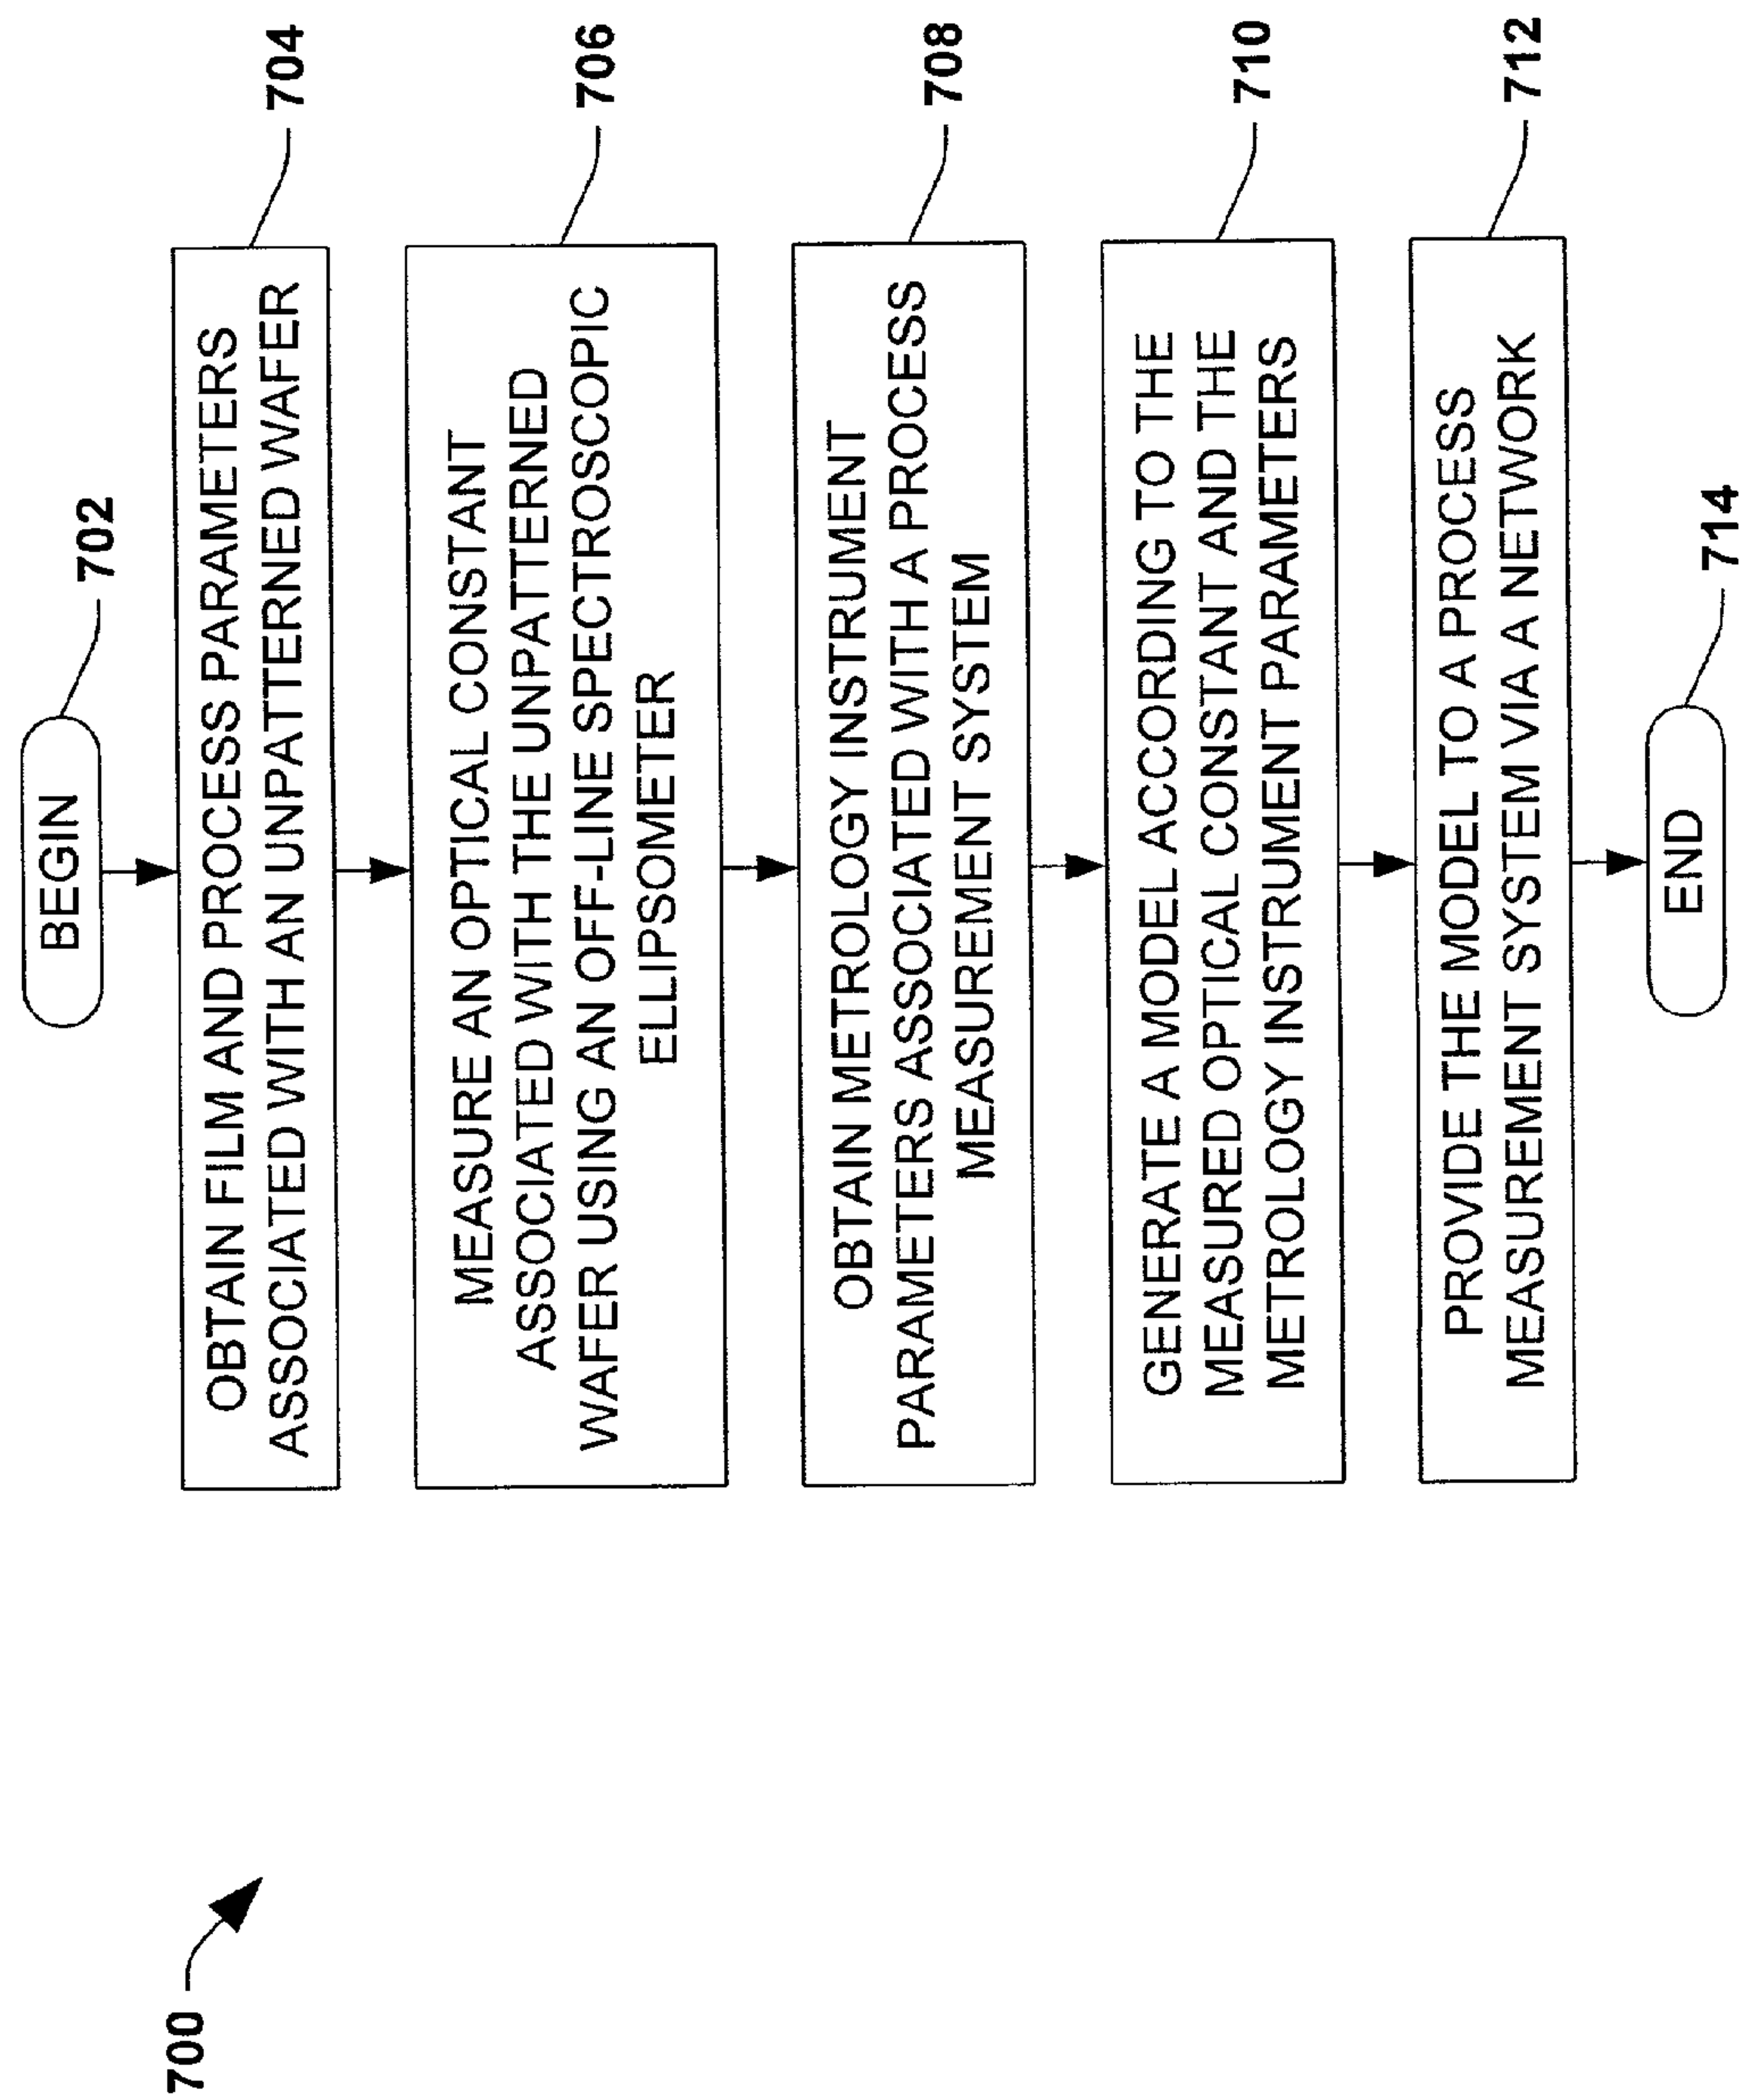 700
BEGIN
702
OBTAIN FILM AND PROCESS PARAMETERS
ASSOCIATED WITH AN UNPATTERNED WAFER
704
MEASURE AN OPTICAL CONSTANT
ASSOCIATED WITH THE UNPATTERNED
WAFER USING AN OFF-LINE SPECTROSCOPIC
ELLIPSOMETER
706
OBTAIN METROLOGY INSTRUMENT
PARAMETERS ASSOCIATED WITH A PROCESS
MEASUREMENT SYSTEM
708
GENERATE A MODEL ACCORDING TO THE
MEASURED OPTICAL CONSTANT AND THE
METROLOGY INSTRUMENT PARAMETERS
710
PROVIDE THE MODEL TO A PROCESS
MEASUREMENT SYSTEM VIA A NETWORK
712
END
714